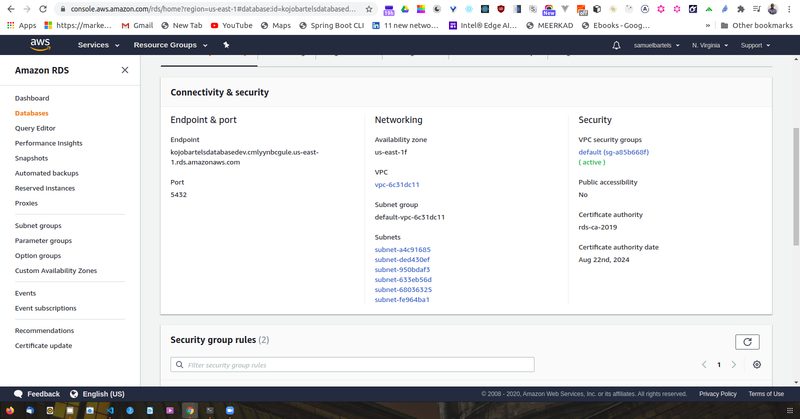 console.aws.amazon.com/rds/home?region=us-east-1#database:id=kojobartelsdatabased...
Apps
https://marke...
Gmail
New Tab
YouTube
Maps
Spring Boot CLI
11 new networ...
Intel® Edge AI...
MEERKAD
Ebooks -Goog...
»
Other bookmarks
aws
Services
Resource Groups
samuelbartels
N. Virginia
Support
Amazon RDS
Dashboard
Databases
Query Editor
Performance Insights
Snapshots
Automated backups
Reserved instances
Proxies
Subnet groups
Parameter groups
Option groups
Custom Availability Zones
Events
Event subscriptions
Recommendations
Certificate update
Connectivity & security
Endpoint & port
Endpoint
kojobartelsdatabasedev.cmlyynbcgule.us-east-
1.rds.amazonaws.com
Port
5432
Networking
Availability zone
us-east-1f
VPC
vpc-6c31dc11
Subnet group
default-vpc-6c31dc11
Subnets
subnet-a4c91685
subnet-ded430ef
subnet-950bdaf3
subnet-633eb56d
subnet-68036325
subnet-fe964ba1
Security
VPC security groups
default (sg-a85b668f)
( active )
Public accessibility
No
Certificate authority
rds-ca-2019
Certificate authority date
Aug 22nd, 2024
Security group rules (2)
Filter security group rules
1
Feedback
English (US)
© 2008 - 2020, Amazon Web Services, Inc. or its affiliates. All rights reserved.
Privacy Policy
Terms of Use